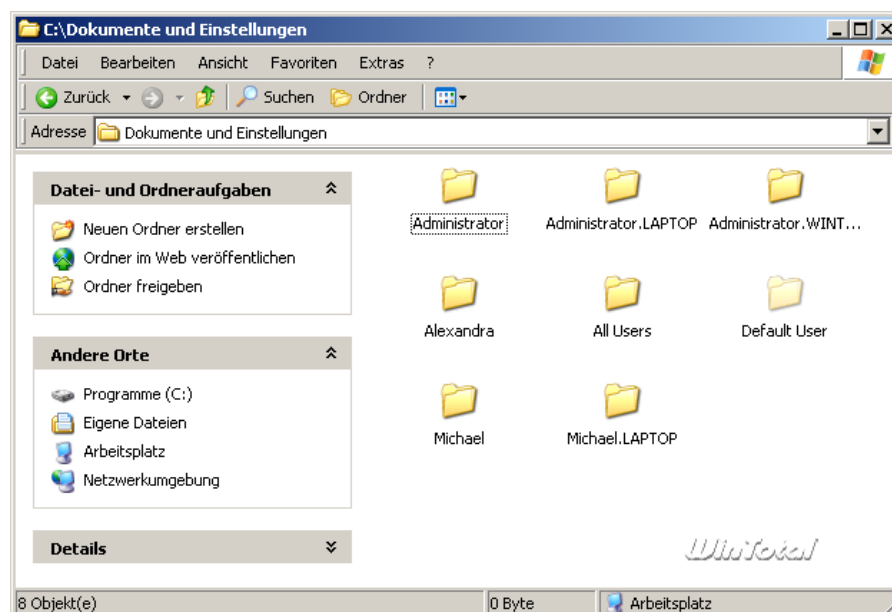 C:\Dokumente und Einstellungen
Datei Bearbeiten Ansicht Favoriten Extras ?
Zurück Suchen Ordner
Adresse Dokumente und Einstellungen
Datei- und Ordneraufgaben
Neuen Ordner erstellen
Ordner im Web veröffentlichen
Ordner freigeben
Andere Orte
Programme (C:)
Eigene Dateien
Arbeitsplatz
Netzwerkumgebung
Details
Administrator Administrator.LAPTOP Administrator.WINT...
Alexandra All Users Default User
Michael Michael.LAPTOP
WinTotal
8 Objekt(e) 0 Byte Arbeitsplatz